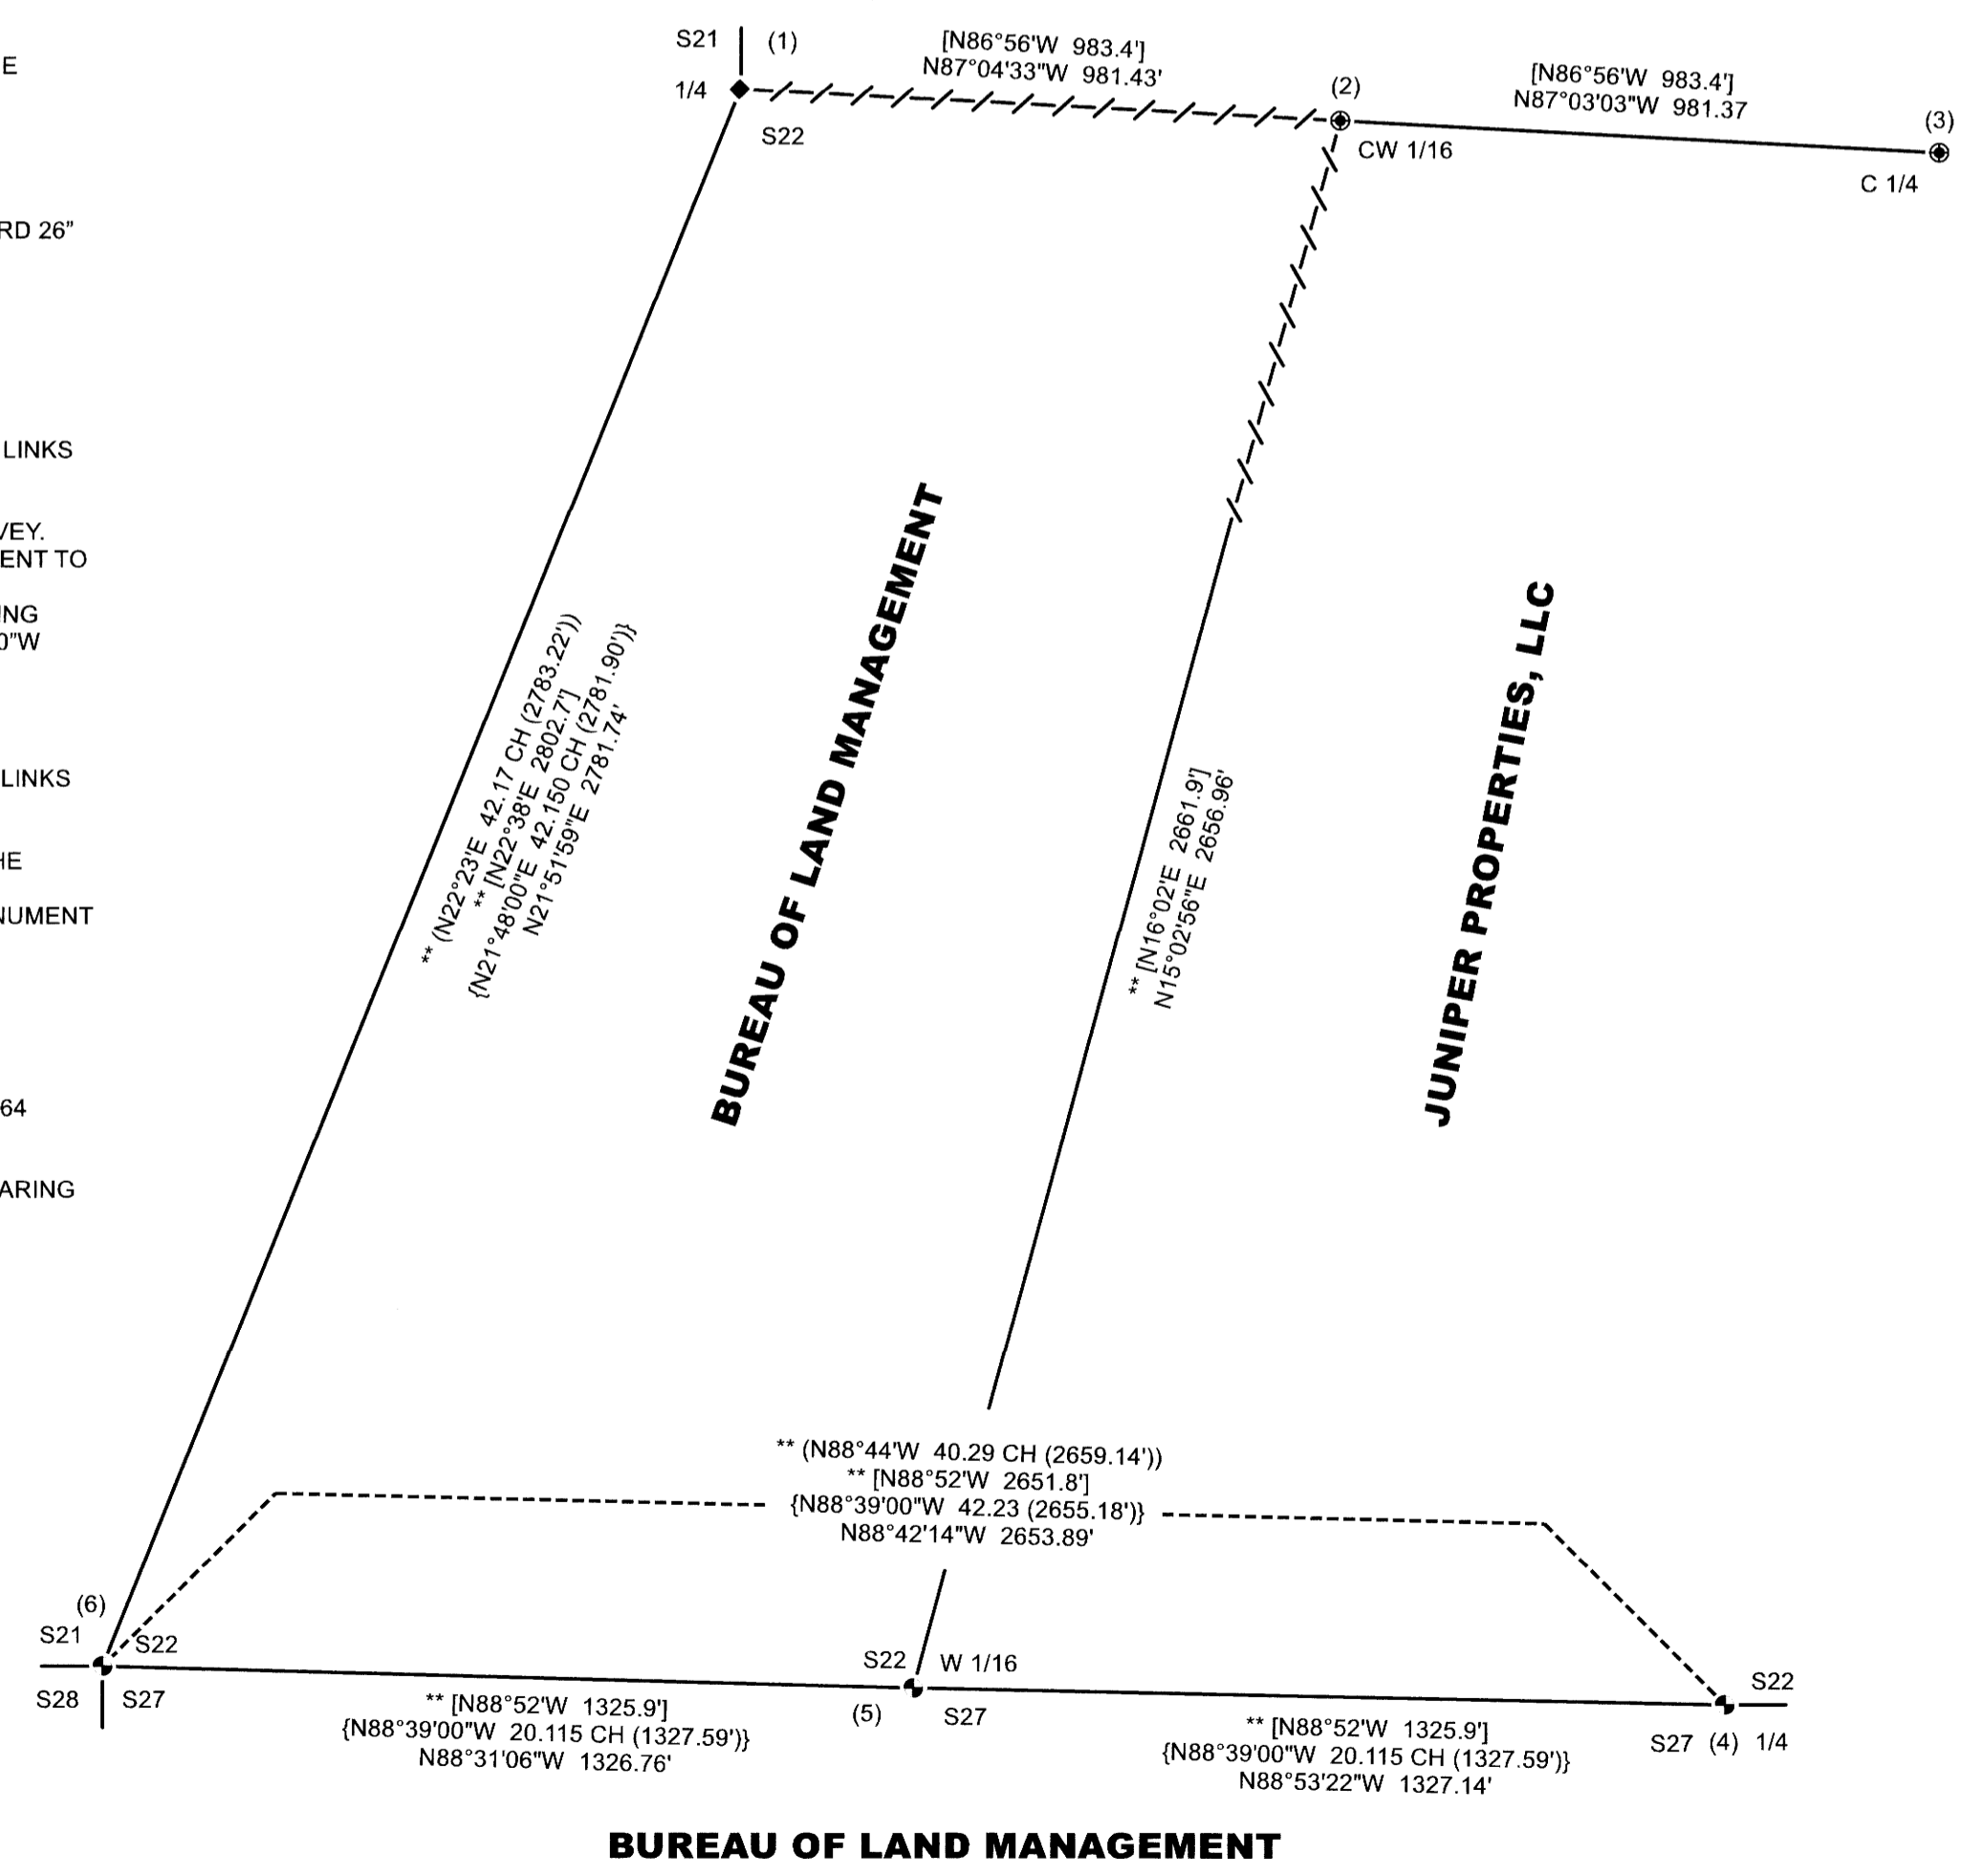 E
RD 26”
LINKS
VEY.
ENT TO
ING
0"W
LINKS
HE
NUMENT
64
ARING
S21
(1)
1/4
S22
[N86°56'W 983.4']
N87°04'33"W 981.43'
(2)
CW 1/16
[N86°56'W 983.4']
N87°03'03"W 981.37
(3)
C 1/4
** (N22°23'E 42.17 CH (2783.22'))
** [N22°38'E 2802.7']
{N21°48'00"E 42.150 CH (2781.90')}
N21°51'59"E 2781.74'
BUREAU OF LAND MANAGEMENT
** [N16°02'E 2661.9']
N15°02'56"E 2656.96'
JUNIPER PROPERTIES, LLC
** (N88°44'W 40.29 CH (2659.14'))
** [N88°52'W 2651.8']
{N88°39'00"W 42.23 (2655.18')}
N88°42'14"W 2653.89'
(6)
S21
S22
S28
S27
** [N88°52'W 1325.9']
{N88°39'00"W 20.115 CH (1327.59')}
N88°31'06"W 1326.76'
S22
W 1/16
(5)
S27
** [N88°52'W 1325.9']
{N88°39'00"W 20.115 CH (1327.59')}
N88°53'22"W 1327.14'
S22
S27 (4) 1/4
BUREAU OF LAND MANAGEMENT